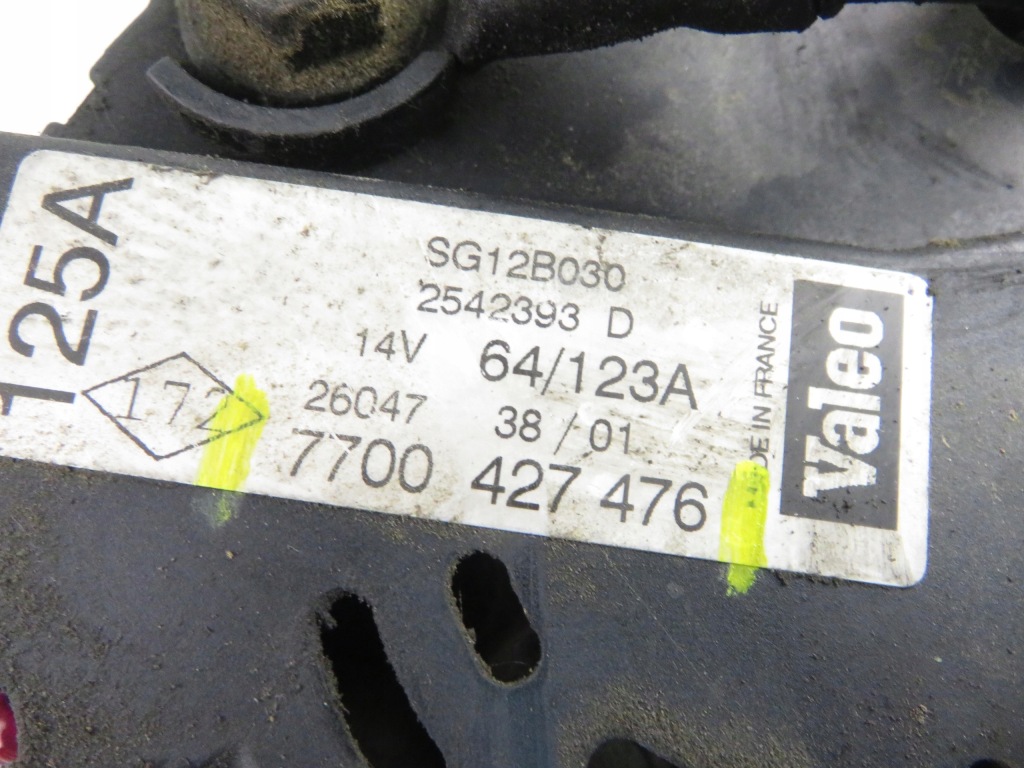 125A
SG12B030
2542393 D
14V 64/123A
172
26047 38/01
7700 427 476
MADE IN FRANCE
Valeo